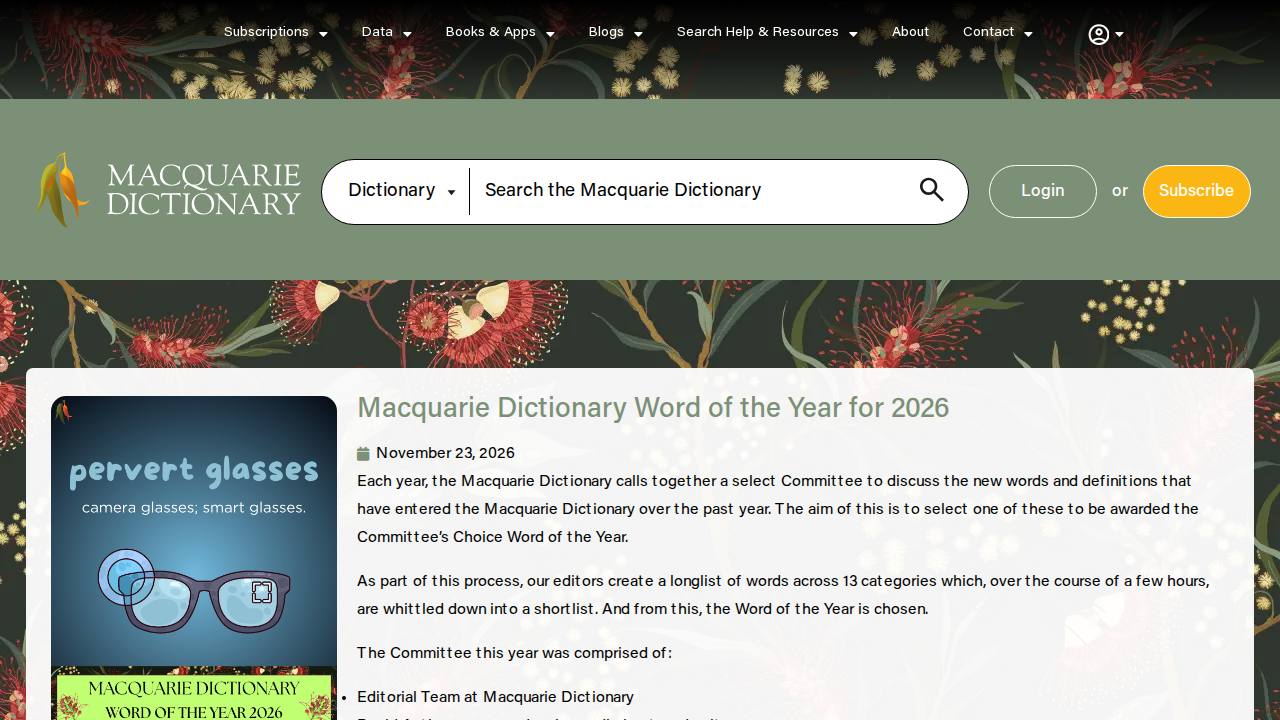 Subscriptions Data Books & Apps Blogs Search Help & Resources About Contact
MACQUARIE
DICTIONARY
Dictionary Search the Macquarie Dictionary
Login or Subscribe
pervert glasses
camera glasses; smart glasses.
MACQUARIE DICTIONARY
WORD OF THE YEAR 2026
Macquarie Dictionary Word of the Year for 2026
November 23, 2026
Each year, the Macquarie Dictionary calls together a select Committee to discuss the new words and definitions that
have entered the Macquarie Dictionary over the past year. The aim of this is to select one of these to be awarded the
Committee's Choice Word of the Year.
As part of this process, our editors create a longlist of words across 13 categories which, over the course of a few hours,
are whittled down into a shortlist. And from this, the Word of the Year is chosen.
The Committee this year was comprised of:
Editorial Team at Macquarie Dictionary